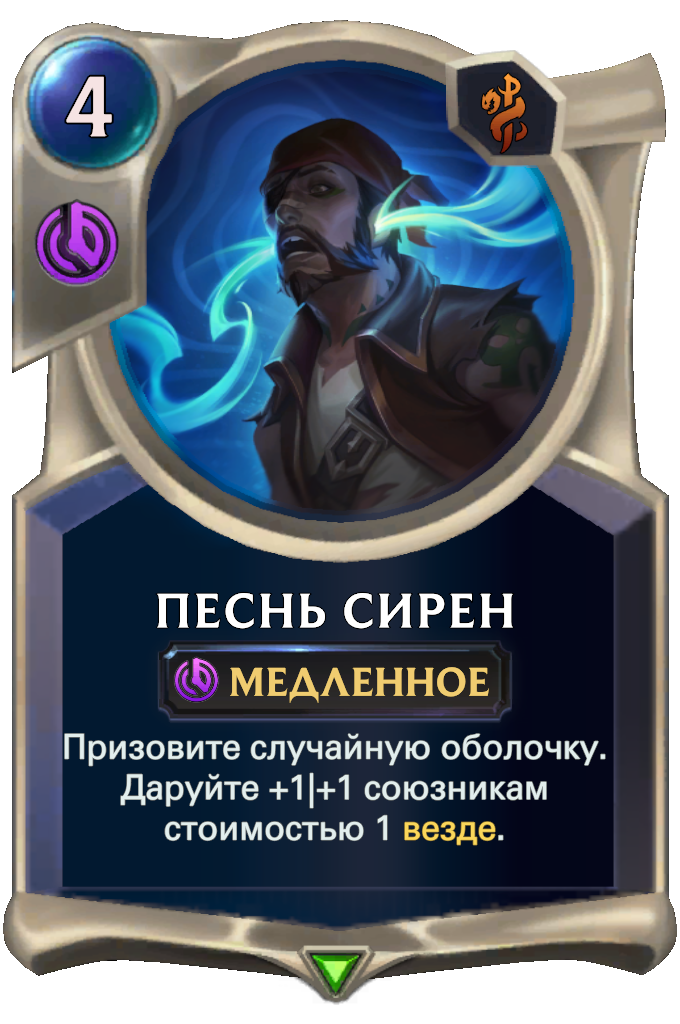 4
ПЕСНЬ СИРЕН
МЕДЛЕННОЕ
Призовите случайную оболочку.
Даруйте +1|+1 союзникам
стоимостью 1 везде.